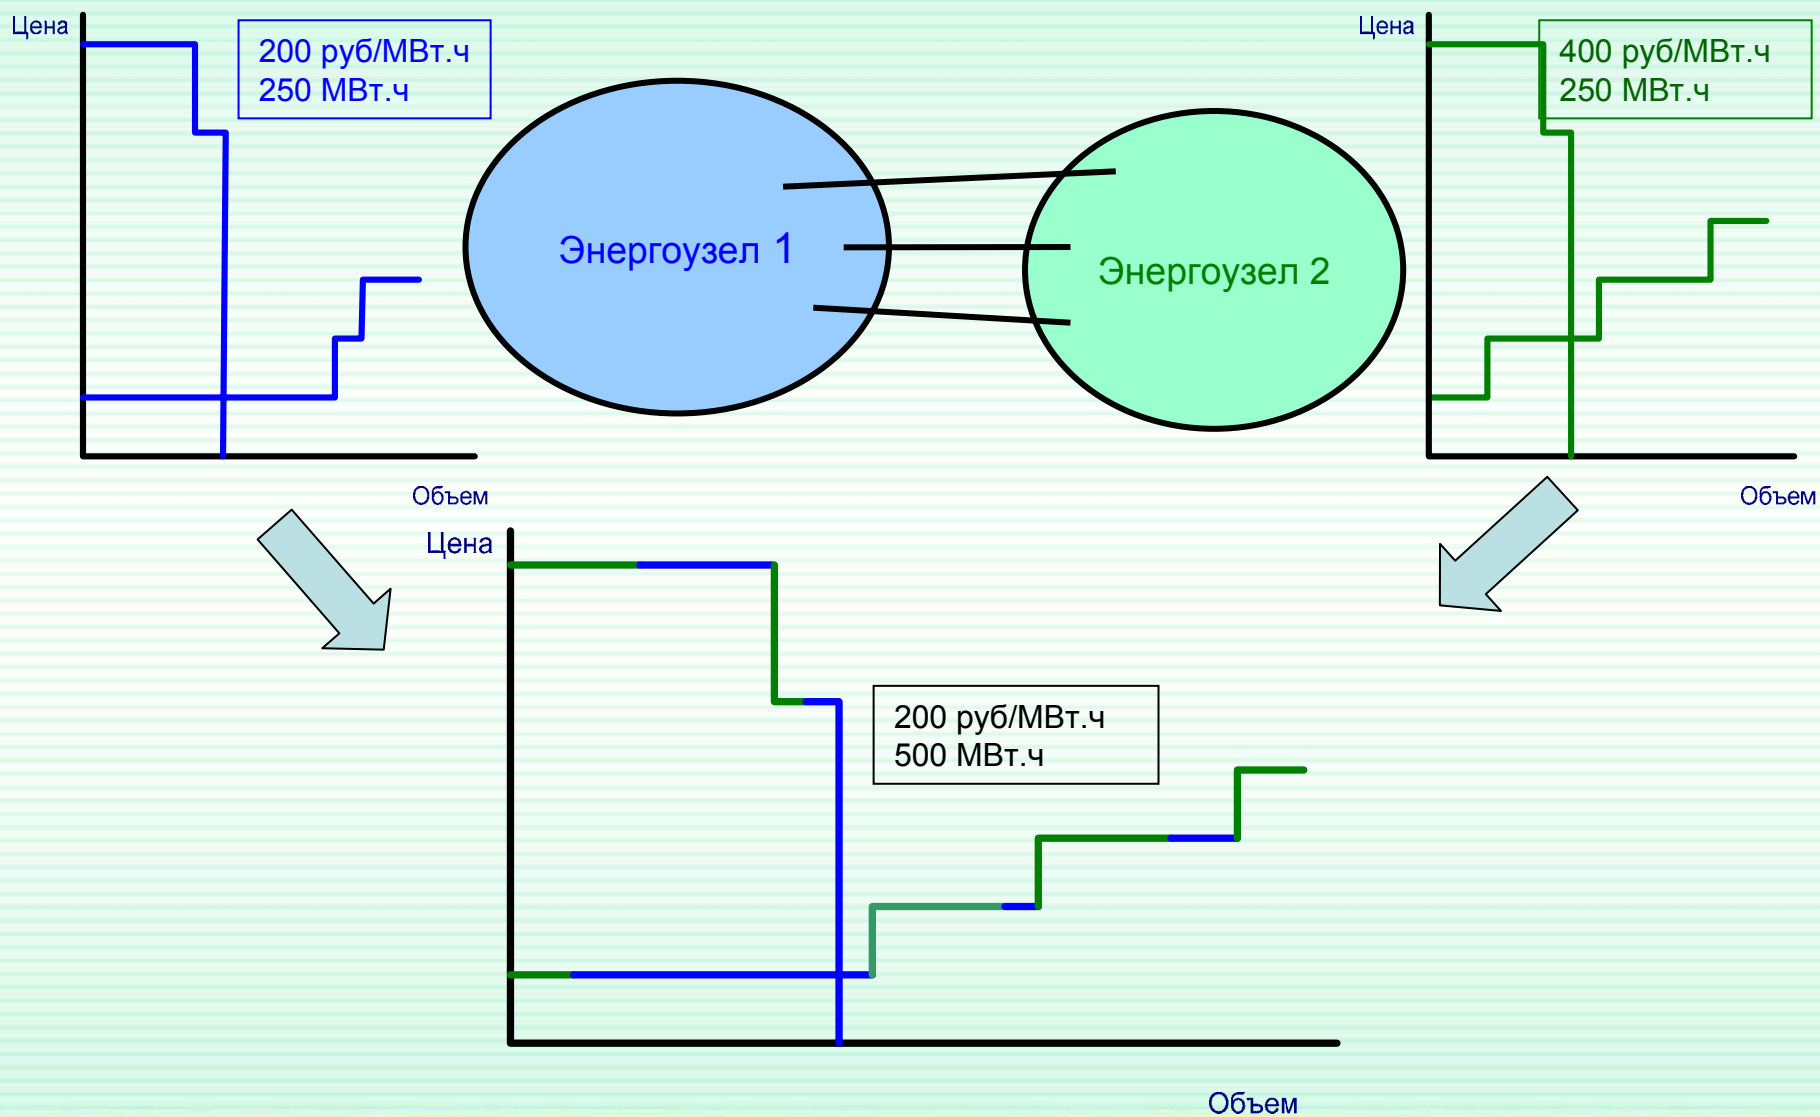 Цена
200 руб/МВт.ч
250 МВт.ч
Цена
400 руб/МВт.ч
250 МВт.ч
Энергоузел 1
Энергоузел 2
Объем
Объем
Цена
200 руб/МВт.ч
500 МВт.ч
Объем